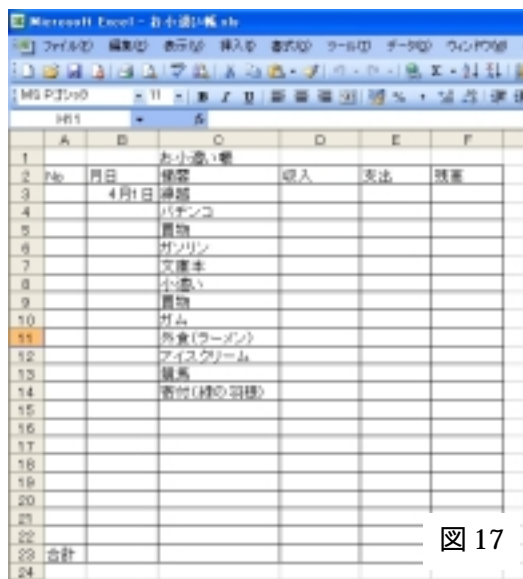 Microsoft Excel - お小遣い帳.xls
ファイル(F) 編集(E) 表示(V) 挿入(I) 書式(O) ツール(T) データ(D) ウィンドウ(W)
MS Pゴシック 11 B I U
H11 fx
A B C D E F
1 お小遣い帳
2 No 月日 摘要 収入 支出 残高
3 4月1日 繰越
4 パチンコ
5 買物
6 ガソリン
7 文庫本
8 小遣い
9 買物
10 ガム
11 外食(ラーメン)
12 アイスクリーム
13 競馬
14 寄付(緑の羽根)
15
16
17
18
19
20
21
22
23 合計
24
図 17